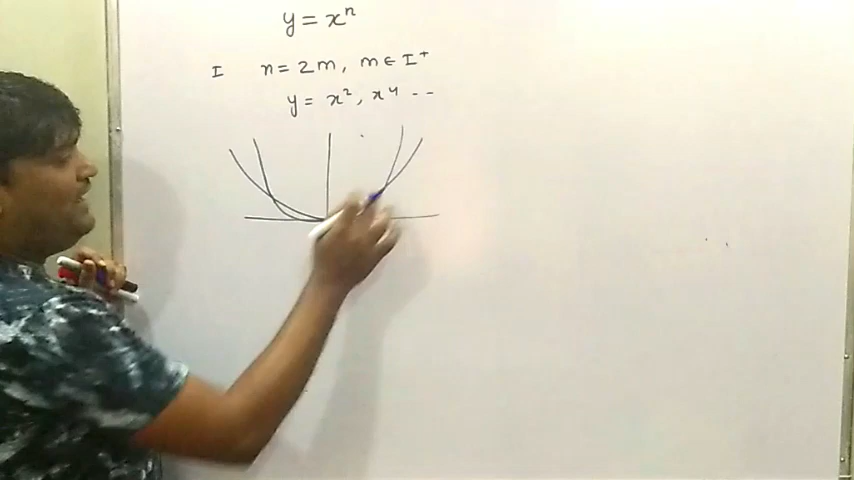 y = xⁿ
I n = 2m, m ∈ I⁺
y = x², x⁴ --